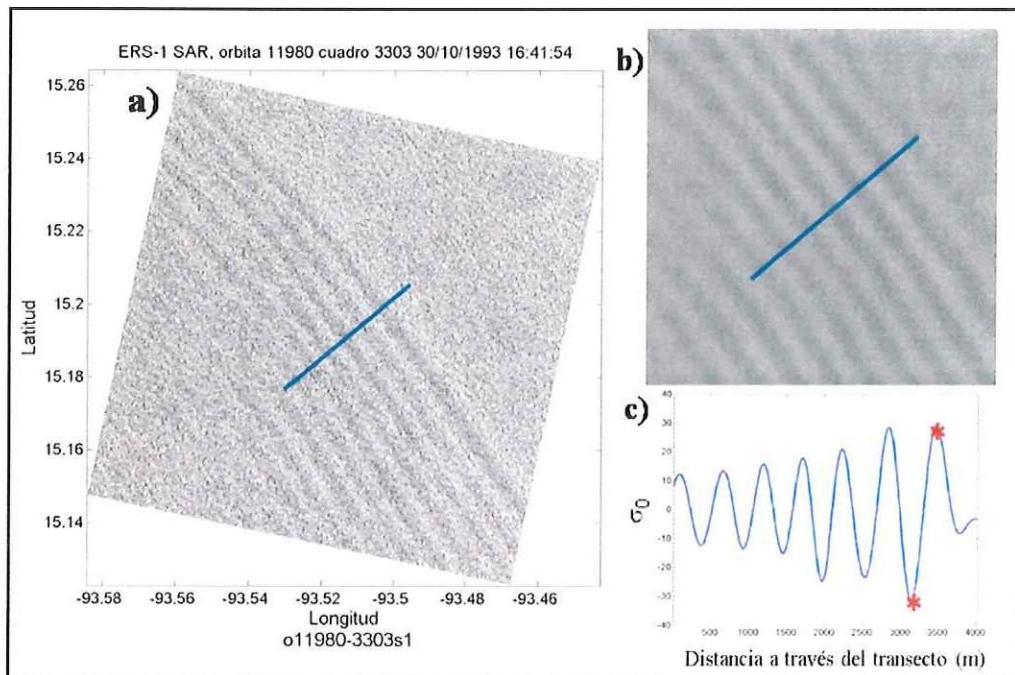 ERS-1 SAR, orbita 11980 cuadro 3303 30/10/1993 16:41:54
a)
15.26
15.24
15.22
15.2
15.18
15.16
15.14
Latitud
-93.58 -93.56 -93.54 -93.52 -93.5 -93.48 -93.46
Longitud
o11980-3303s1
b)
c)
40
30
20
10
0
-10
-20
-30
-40
σ0
500 1000 1500 2000 2500 3000 3500 4000
Distancia a través del transecto (m)